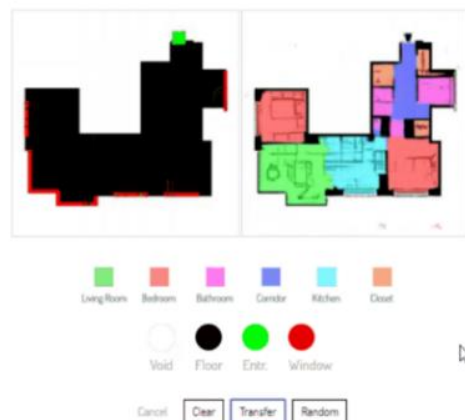 Living Room Bedroom Bathroom Corridor Kitchen Closet
Void Floor Entr. Window
Cancel Clear Transfer Random